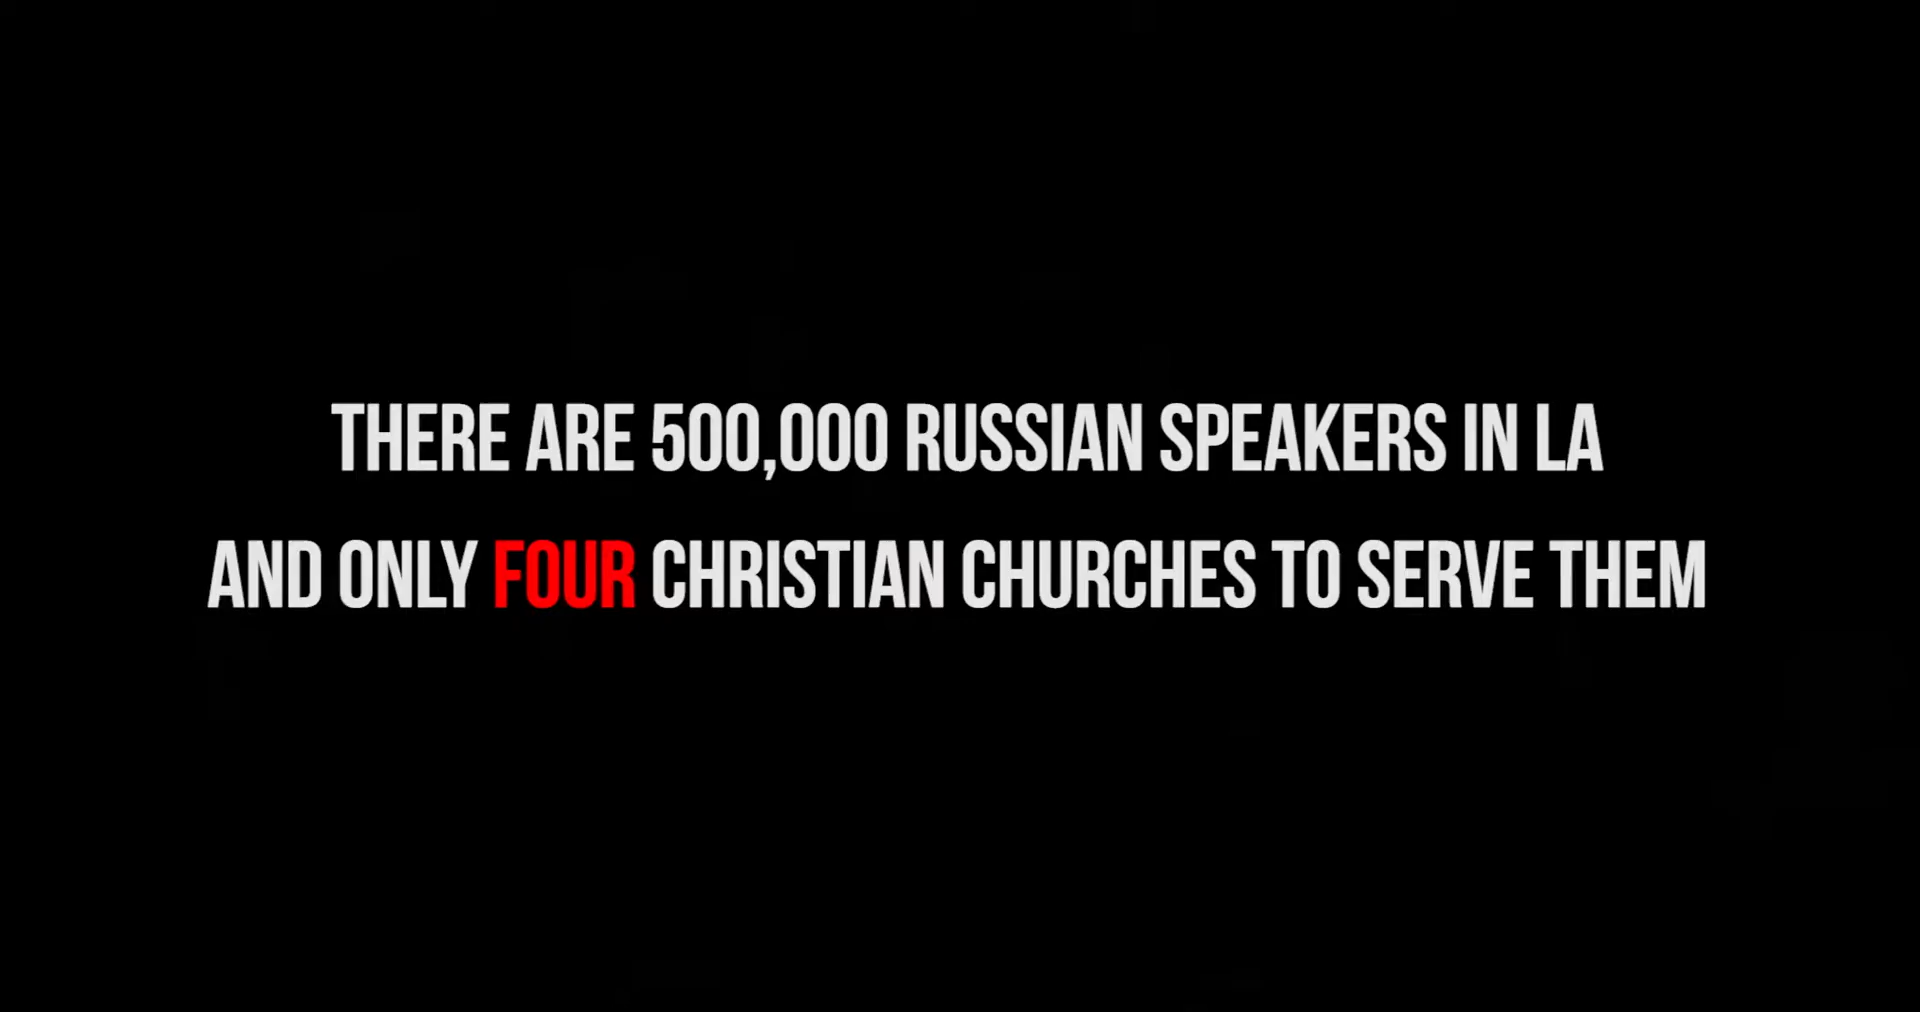 THERE ARE 500,000 RUSSIAN SPEAKERS IN LA
AND ONLY FOUR CHRISTIAN CHURCHES TO SERVE THEM